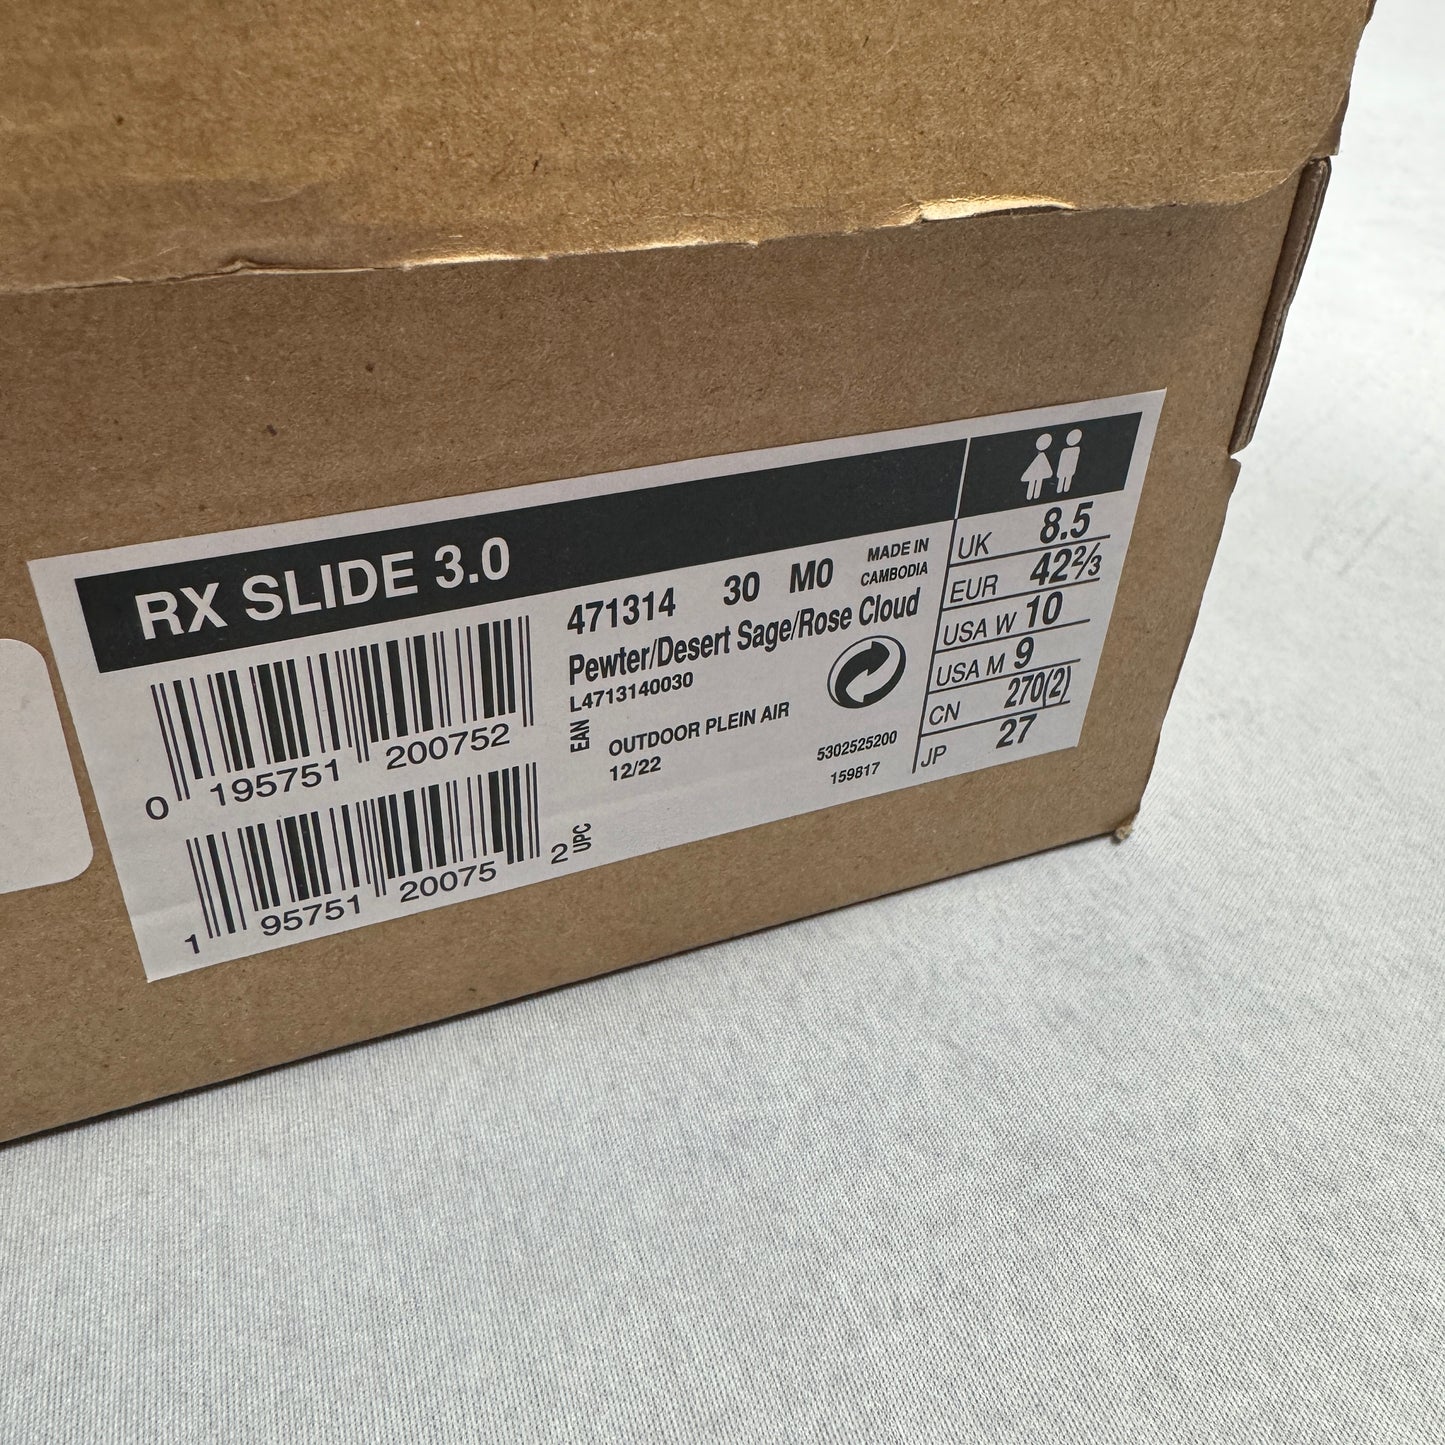 RX SLIDE 3.0
0 195751 200752
EAN
1 95751 20075 2
UPC
471314 30 M0
MADE IN
CAMBODIA
Pewter/Desert Sage/Rose Cloud
L4713140030
OUTDOOR PLEIN AIR
12/22
5302525200
159817
UK 8.5
EUR 42⅔
USA W 10
USA M 9
CN 270(2)
JP 27